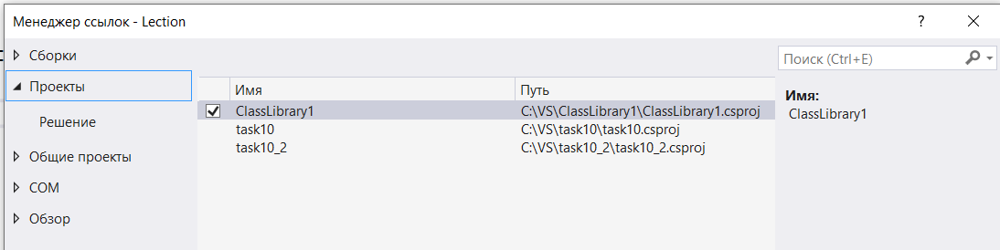 Менеджер ссылок - Lection
?
Сборки
Проекты
Решение
Общие проекты
COM
Обзор
Имя Путь
ClassLibrary1 C:\VS\ClassLibrary1\ClassLibrary1.csproj
task10 C:\VS\task10\task10.csproj
task10_2 C:\VS\task10_2\task10_2.csproj
Поиск (Ctrl+E)
Имя:
ClassLibrary1